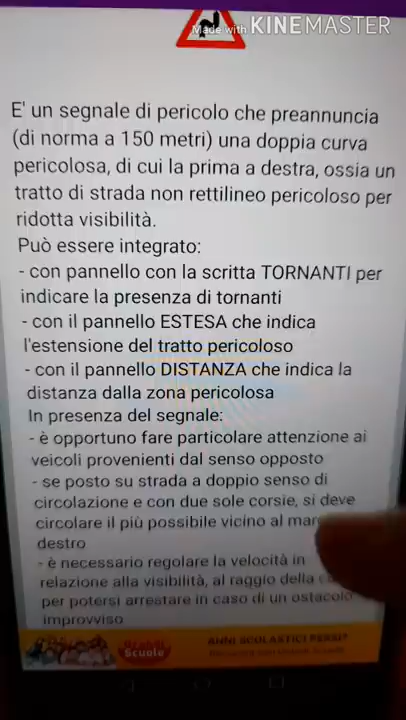 Made with KINEMASTER
E' un segnale di pericolo che preannuncia
(di norma a 150 metri) una doppia curva
pericolosa, di cui la prima a destra, ossia un
tratto di strada non rettilineo pericoloso per
ridotta visibilità.
Può essere integrato:
- con pannello con la scritta TORNANTI per
indicare la presenza di tornanti
- con il pannello ESTESA che indica
l'estensione del tratto pericoloso
- con il pannello DISTANZA che indica la
distanza dalla zona pericolosa
In presenza del segnale:
- è opportuno fare particolare attenzione ai
veicoli provenienti dal senso opposto
- se posto su strada a doppio senso di
circolazione e con due sole corsie, si deve
circolare il più possibile vicino al
destro
- è necessario regolare la velocità in
relazione alla visibilità, al raggio della
per potersi arrestare in caso di un ostacolo
improvviso
Scuole
ANNI SCOLASTICI PERSI?